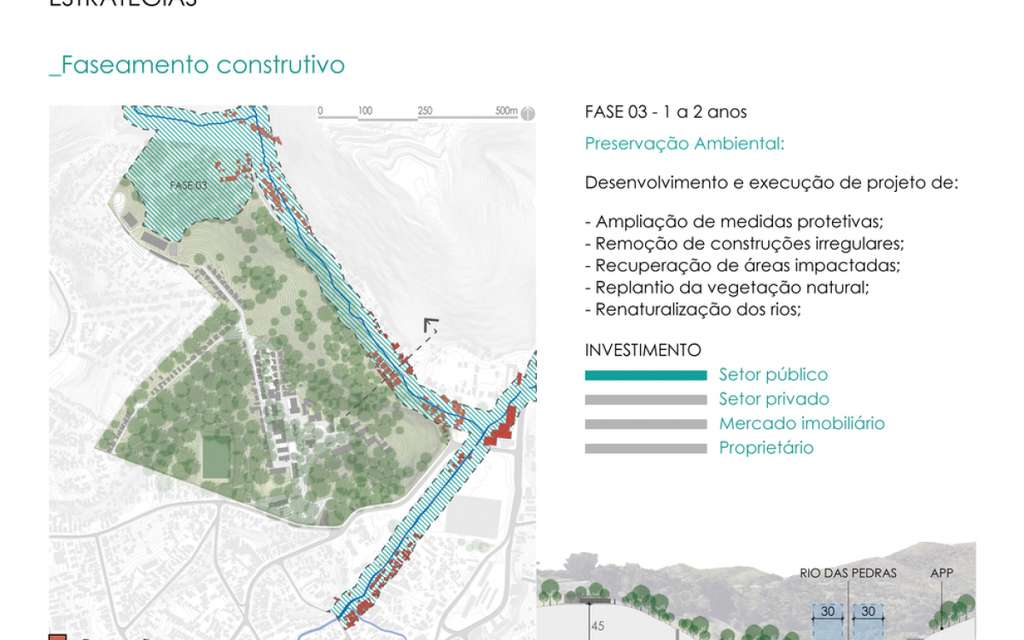 ESTRATÉGIAS
_Faseamento construtivo
0 100 250 500m
FASE 03
FASE 03 - 1 a 2 anos
Preservação Ambiental:
Desenvolvimento e execução de projeto de:
- Ampliação de medidas protetivas;
- Remoção de construções irregulares;
- Recuperação de áreas impactadas;
- Replantio da vegetação natural;
- Renaturalização dos rios;
INVESTIMENTO
Setor público
Setor privado
Mercado imobiliário
Proprietário
RIO DAS PEDRAS APP
30 30
45